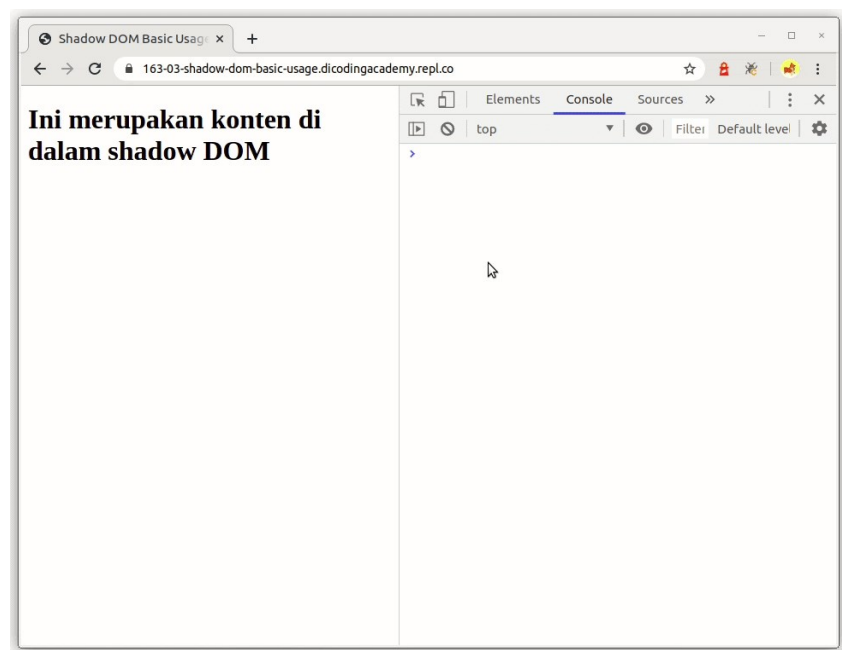 Shadow DOM Basic Usag
163-03-shadow-dom-basic-usage.dicodingacademy.repl.co
Elements Console Sources
top Filter Default level
Ini merupakan konten di
dalam shadow DOM